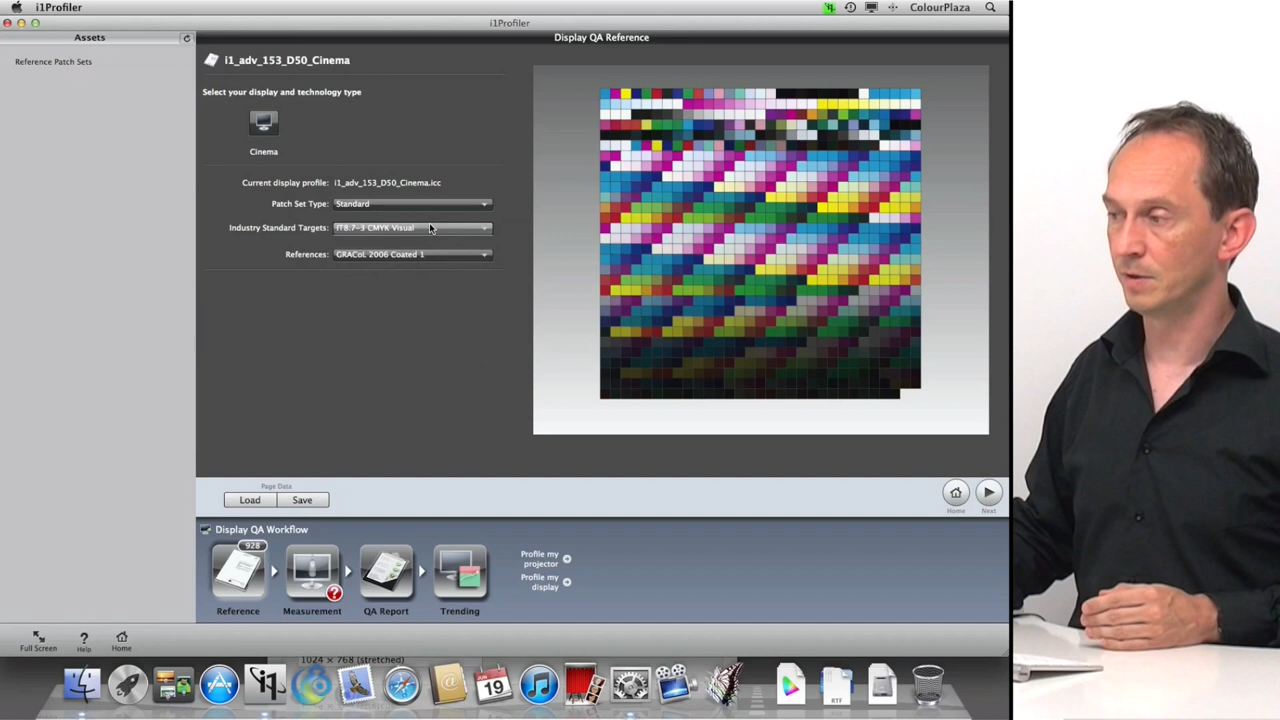 i1Profiler
ColourPlaza
i1Profiler
Assets
Display QA Reference
Reference Patch Sets
i1_adv_153_D50_Cinema
Select your display and technology type
Cinema
Current display profile: i1_adv_153_D50_Cinema.icc
Patch Set Type: Standard
Industry Standard Targets: IT8.7-3 CMYK Visual
References: GRACoL 2006 Coated 1
Page Data
Load Save
Home Next
Display QA Workflow
928
Profile my
projector
Profile my
display
Reference Measurement QA Report Trending
Full Screen Help Home
1024 × 768 (stretched)
JUN
19
RTF